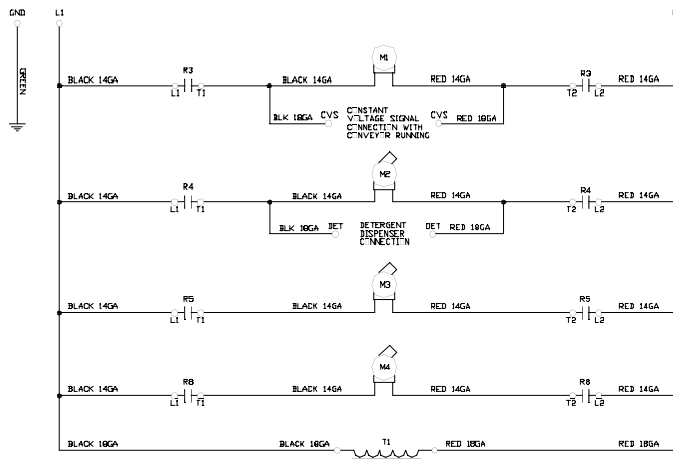 GND L1
GREEN
R3 M1 R3
BLACK 14GA BLACK 14GA RED 14GA RED 14GA
L1 T1 T2 L2
BLK 18GA CVS CONSTANT VOLTAGE SIGNAL CONNECTION WITH CONVEYOR RUNNING CVS RED 18GA
R4 M2 R4
BLACK 14GA BLACK 14GA RED 14GA RED 14GA
L1 T1 T2 L2
BLK 18GA DET DETERGENT DISPENSER CONNECTION DET RED 18GA
R5 M3 R5
BLACK 14GA BLACK 14GA RED 14GA RED 14GA
L1 T1 T2 L2
R8 M4 R8
BLACK 14GA BLACK 14GA RED 14GA RED 14GA
L1 T1 T2 L2
BLACK 18GA BLACK 18GA T1 RED 18GA RED 18GA